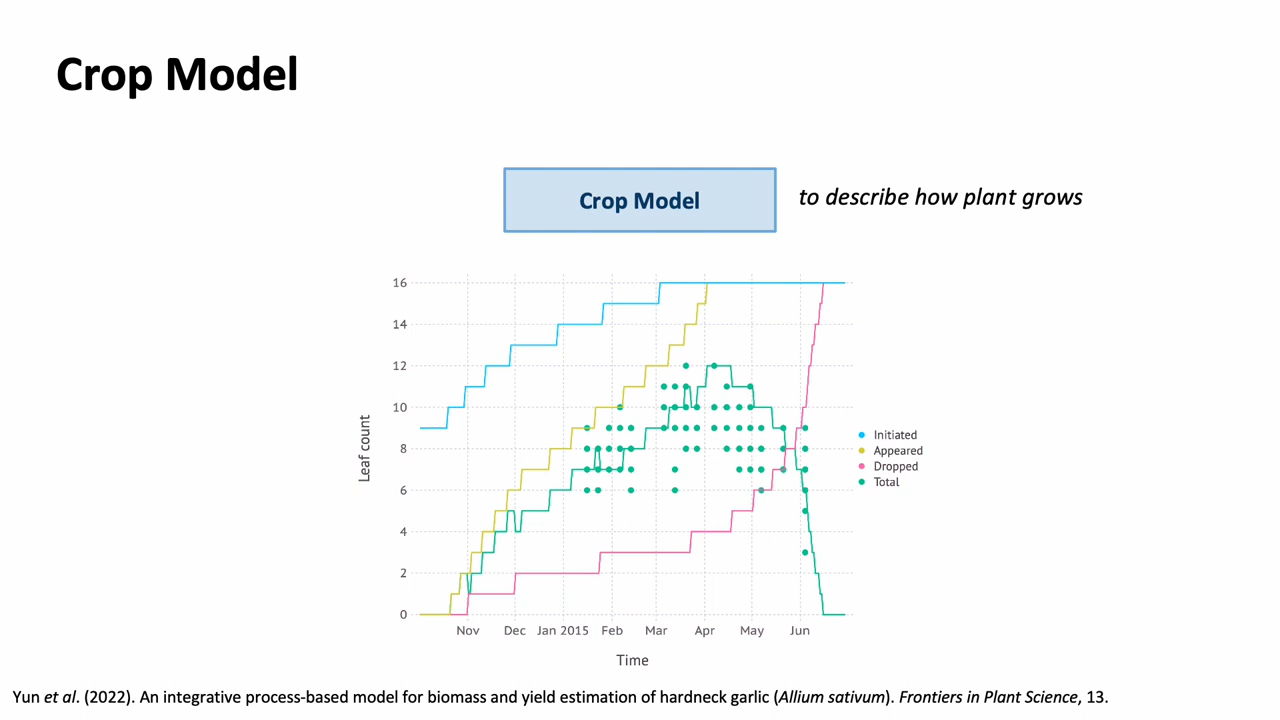 Crop Model
Crop Model
to describe how plant grows
16
14
12
10
8
6
4
2
0
Leaf count
Nov Dec Jan 2015 Feb Mar Apr May Jun
Time
Initiated
Appeared
Dropped
Total
Yun et al. (2022). An integrative process-based model for biomass and yield estimation of hardneck garlic (Allium sativum). Frontiers in Plant Science, 13.